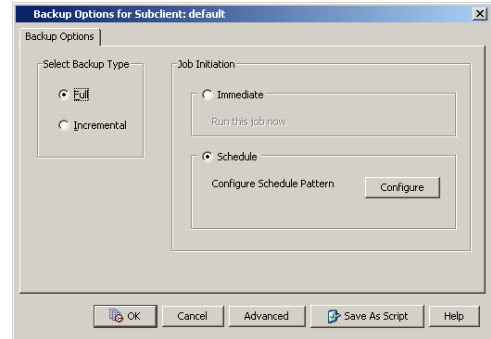 Backup Options for Subclient: default
Backup Options
Select Backup Type
Full
Incremental
Job Initiation
Immediate
Run this job now
Schedule
Configure Schedule Pattern
Configure
OK
Cancel
Advanced
Save As Script
Help